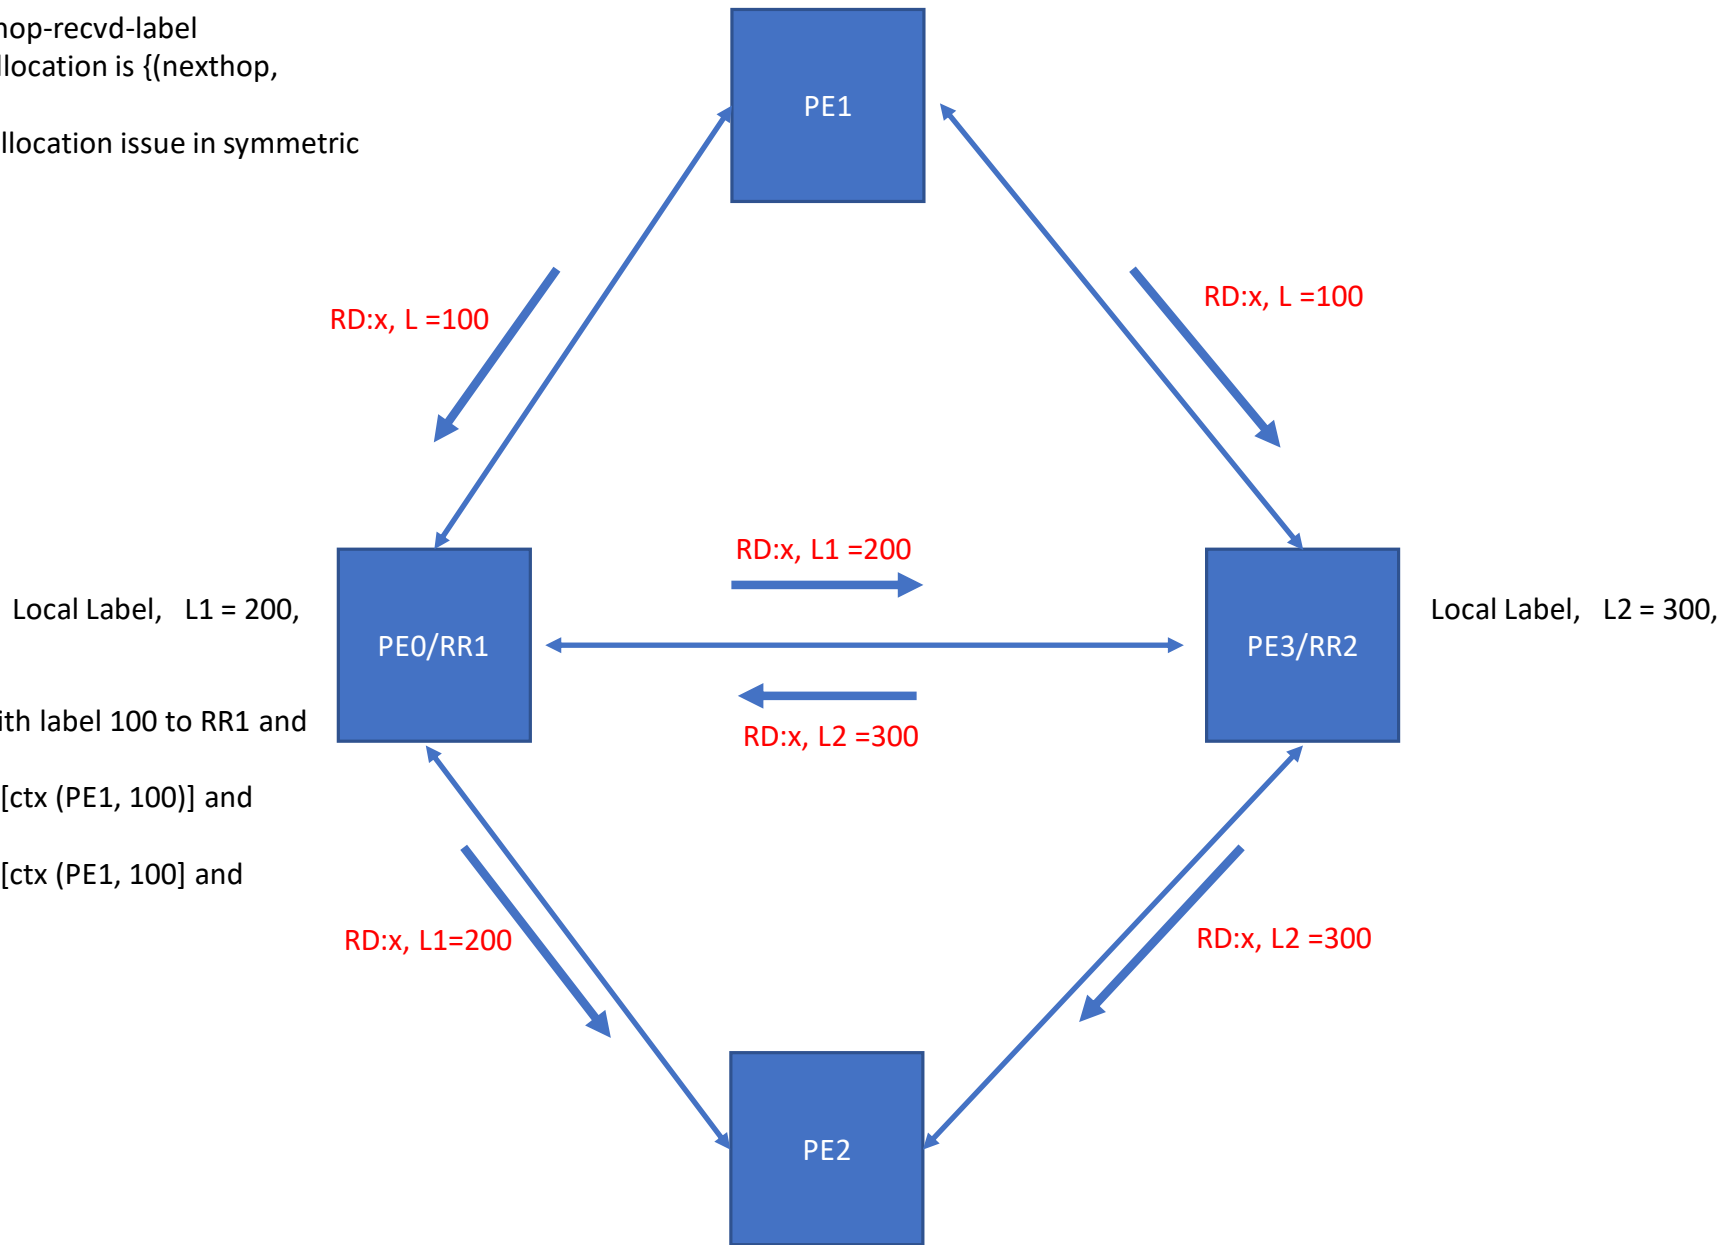 hop-recvd-label
llocation is {(nexthop,
llocation issue in symmetric
PE1
RD:x, L =100
RD:x, L =100
RD:x, L1 =200
Local Label, L1 = 200,
PE0/RR1
PE3/RR2
Local Label, L2 = 300,
RD:x, L2 =300
ith label 100 to RR1 and
[ctx (PE1, 100)] and
[ctx (PE1, 100] and
RD:x, L1=200
RD:x, L2 =300
PE2